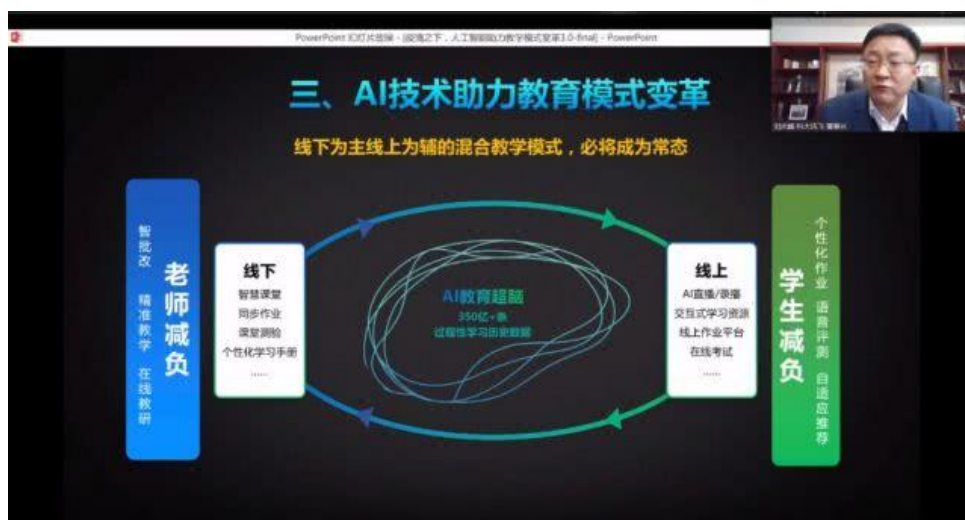 PowerPoint 幻灯片放映 - [疫情之下,人工智能助力教学模式变革3.0-final] - PowerPoint
三、AI技术助力教育模式变革
线下为主线上为辅的混合教学模式,必将成为常态
老师减负
智批改 精准教学 在线教研
线下
智慧课堂
同步作业
课堂测验
个性化学习手册
......
AI教育超脑
350亿+条
过程性学习历史数据
线上
AI直播/录播
交互式学习资源
线上作业平台
在线考试
......
学生减负
个性化作业 语音评测 自适应推荐
科大讯飞 董事长